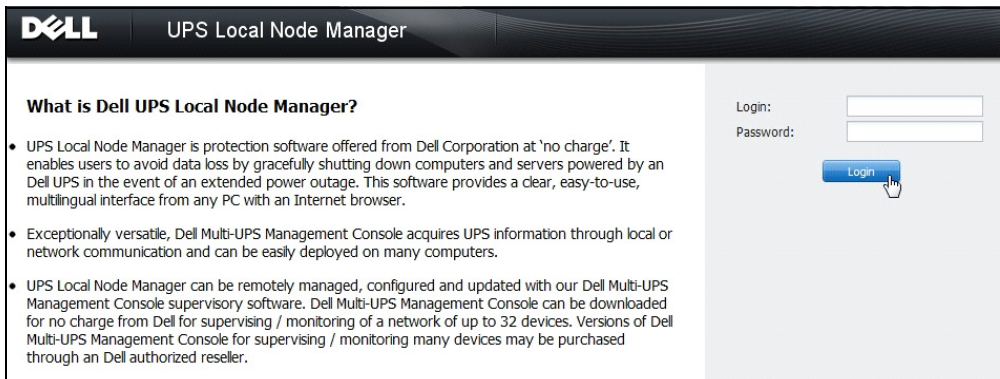 DELL UPS Local Node Manager
What is Dell UPS Local Node Manager?
Login:
Password:
Login
• UPS Local Node Manager is protection software offered from Dell Corporation at ‘no charge’. It
enables users to avoid data loss by gracefully shutting down computers and servers powered by an
Dell UPS in the event of an extended power outage. This software provides a clear, easy-to-use,
multilingual interface from any PC with an Internet browser.
• Exceptionally versatile, Dell Multi-UPS Management Console acquires UPS information through local or
network communication and can be easily deployed on many computers.
• UPS Local Node Manager can be remotely managed, configured and updated with our Dell Multi-UPS
Management Console supervisory software. Dell Multi-UPS Management Console can be downloaded
for no charge from Dell for supervising / monitoring of a network of up to 32 devices. Versions of Dell
Multi-UPS Management Console for supervising / monitoring many devices may be purchased
through an Dell authorized reseller.